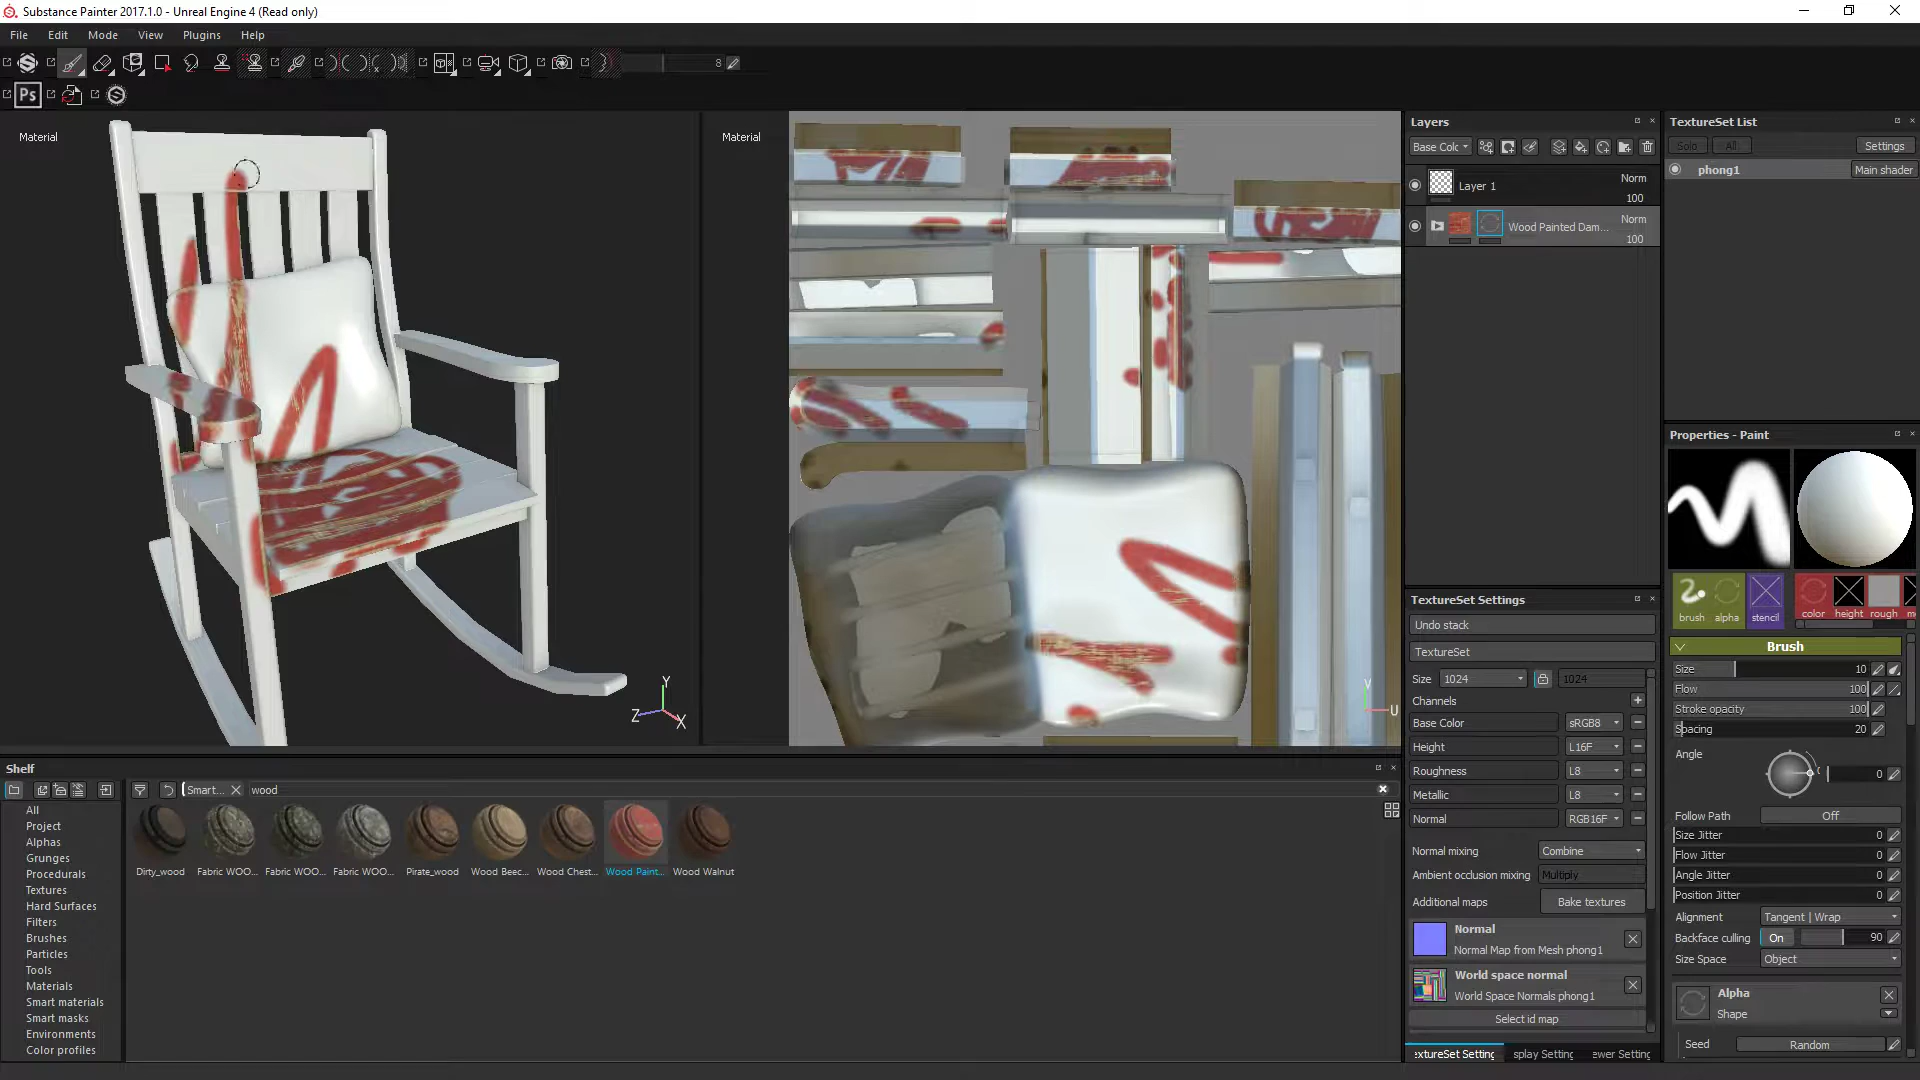 Substance Painter 2017.1.0 - Unreal Engine 4 (Read only)
File Edit Mode View Plugins Help
8
Ps
Material
Material
Z Y X
V U
Layers
Base Colc
Layer 1 Norm 100
Wood Painted Dam... Norm 100
TextureSet List
Solo All Settings
phong1 Main shader
TextureSet Settings
Undo stack
TextureSet
Size 1024 1024
Channels
Base Color sRGB8
Height L16F
Roughness L8
Metallic L8
Normal RGB16F
Normal mixing Combine
Ambient occlusion mixing Multiply
Additional maps Bake textures
Normal
Normal Map from Mesh phong1
World space normal
World Space Normals phong1
Select id map
extureSet Setting splay Setting ewer Setting
Properties - Paint
brush alpha stencil color height rough m
Brush
Size 10
Flow 100
Stroke opacity 100
Spacing 20
Angle 0
Follow Path Off
Size Jitter 0
Flow Jitter 0
Angle Jitter 0
Position Jitter 0
Alignment Tangent | Wrap
Backface culling On 90
Size Space Object
Alpha
Shape
Seed Random
Shelf
Smart... wood
All
Project
Alphas
Grunges
Procedurals
Textures
Hard Surfaces
Filters
Brushes
Particles
Tools
Materials
Smart materials
Smart masks
Environments
Color profiles
Dirty_wood Fabric WOO... Fabric WOO... Fabric WOO... Pirate_wood Wood Beec... Wood Chest... Wood Paint... Wood Walnut